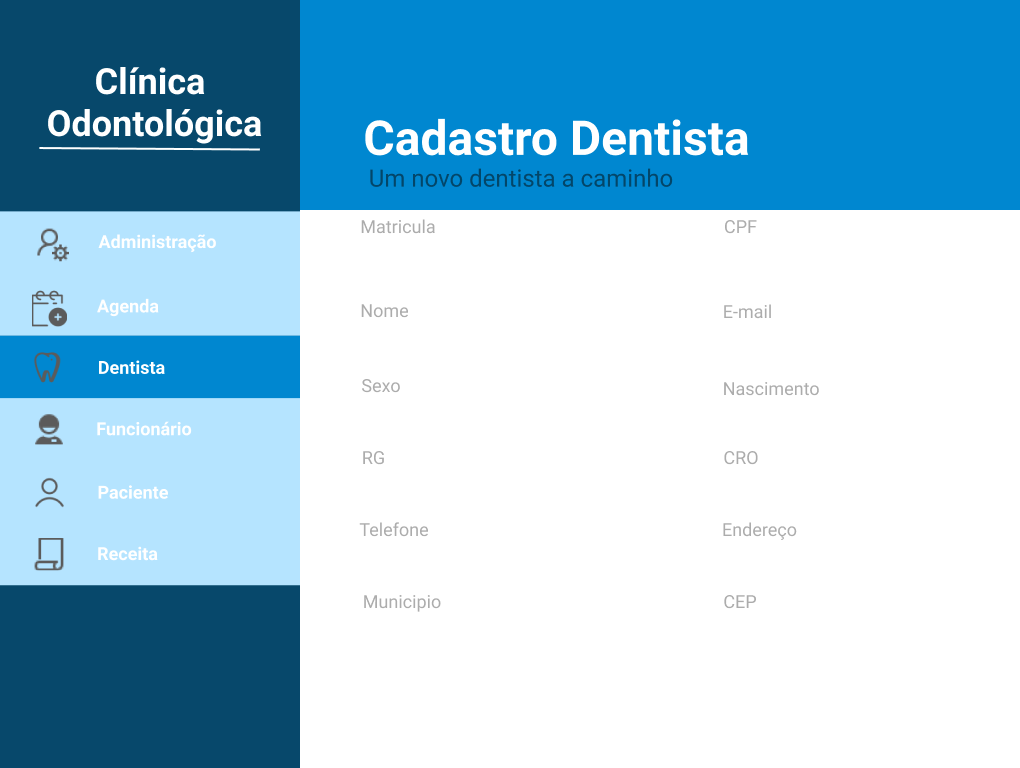 Clínica
Odontológica
Cadastro Dentista
Um novo dentista a caminho
Administração
Agenda
Dentista
Funcionário
Paciente
Receita
Matricula
CPF
Nome
E-mail
Sexo
Nascimento
RG
CRO
Telefone
Endereço
Municipio
CEP